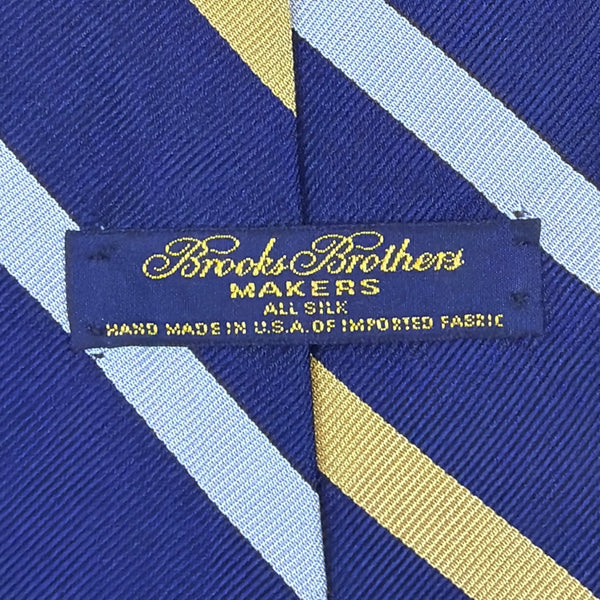 Brooks Brothers
MAKERS
ALL SILK
HAND MADE IN U.S.A. OF IMPORTED FABRIC